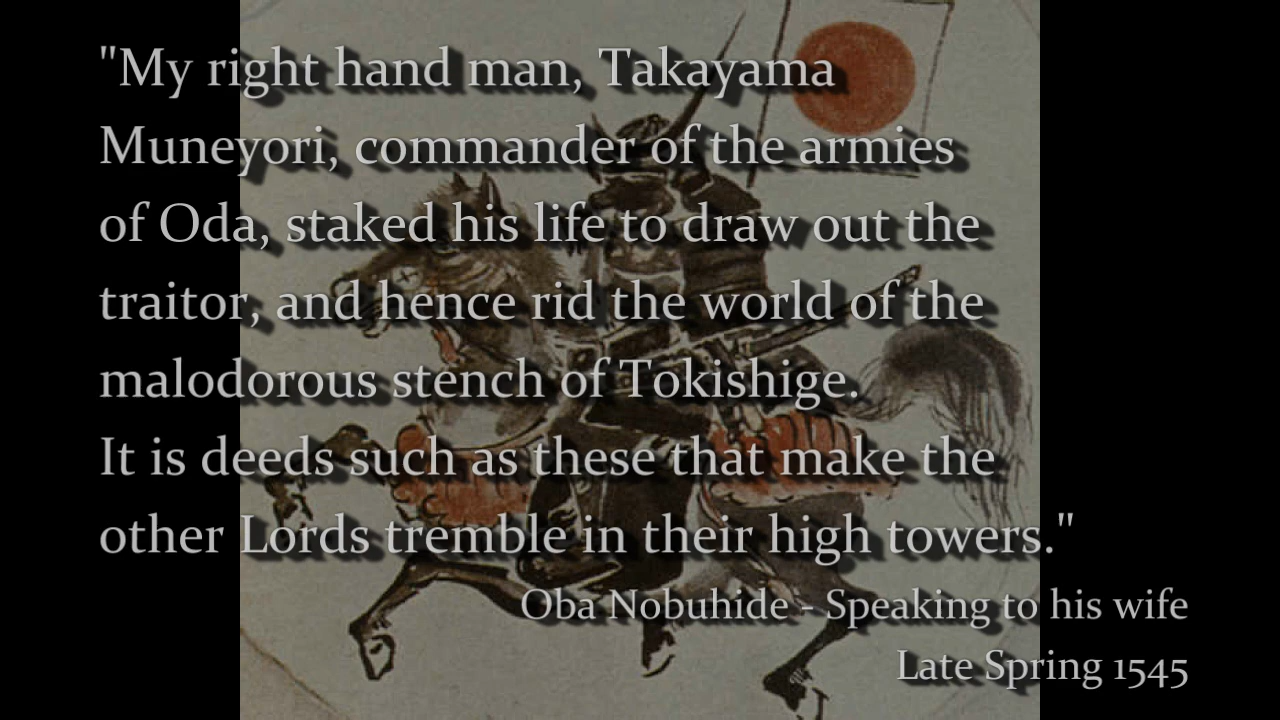 "My right hand man, Takayama
Muneyori, commander of the armies
of Oda, staked his life to draw out the
traitor, and hence rid the world of the
malodorous stench of Tokishige.
It is deeds such as these that make the
other Lords tremble in their high towers."
Oba Nobuhide - Speaking to his wife
Late Spring 1545